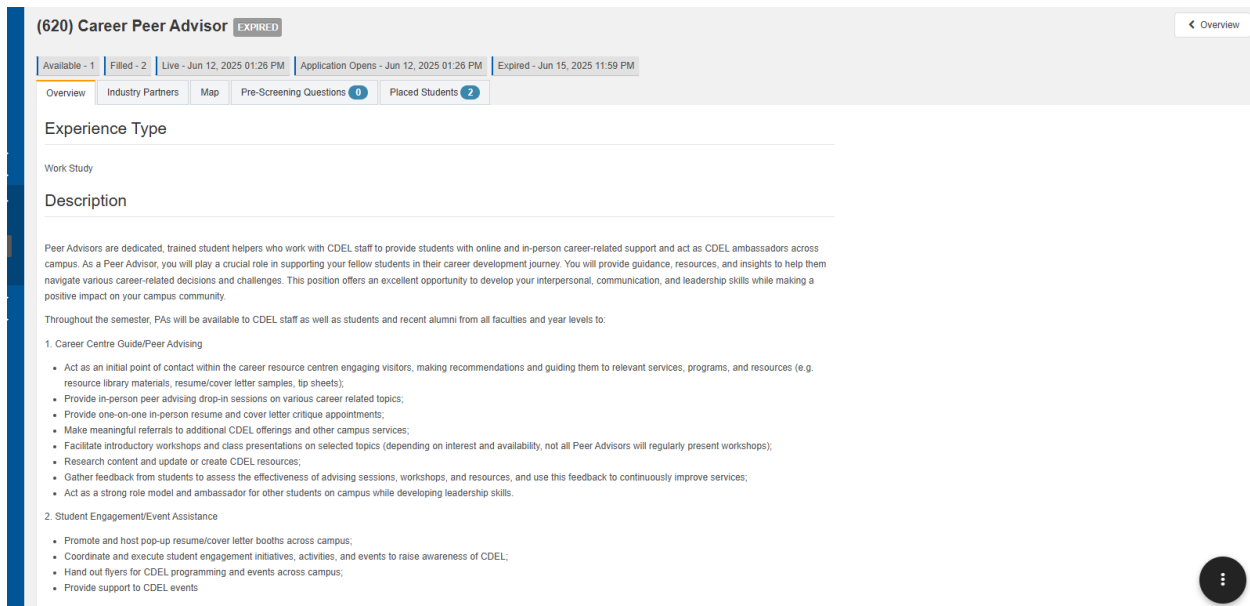 (620) Career Peer Advisor EXPIRED
Overview
Available - 1 Filled - 2 Live - Jun 12, 2025 01:26 PM Application Opens - Jun 12, 2025 01:26 PM Expired - Jun 15, 2025 11:59 PM
Overview Industry Partners Map Pre-Screening Questions 0 Placed Students 2
Experience Type
Work Study
Description
Peer Advisors are dedicated, trained student helpers who work with CDEL staff to provide students with online and in-person career-related support and act as CDEL ambassadors across
campus. As a Peer Advisor, you will play a crucial role in supporting your fellow students in their career development journey. You will provide guidance, resources, and insights to help them
navigate various career-related decisions and challenges. This position offers an excellent opportunity to develop your interpersonal, communication, and leadership skills while making a
positive impact on your campus community.
Throughout the semester, PAs will be available to CDEL staff as well as students and recent alumni from all faculties and year levels to:
1. Career Centre Guide/Peer Advising
• Act as an initial point of contact within the career resource centren engaging visitors, making recommendations and guiding them to relevant services, programs, and resources (e.g.
resource library materials, resume/cover letter samples, tip sheets);
• Provide in-person peer advising drop-in sessions on various career related topics;
• Provide one-on-one in-person resume and cover letter critique appointments;
• Make meaningful referrals to additional CDEL offerings and other campus services;
• Facilitate introductory workshops and class presentations on selected topics (depending on interest and availability, not all Peer Advisors will regularly present workshops);
• Research content and update or create CDEL resources;
• Gather feedback from students to assess the effectiveness of advising sessions, workshops, and resources, and use this feedback to continuously improve services;
• Act as a strong role model and ambassador for other students on campus while developing leadership skills.
2. Student Engagement/Event Assistance
• Promote and host pop-up resume/cover letter booths across campus;
• Coordinate and execute student engagement initiatives, activities, and events to raise awareness of CDEL;
• Hand out flyers for CDEL programming and events across campus;
• Provide support to CDEL events